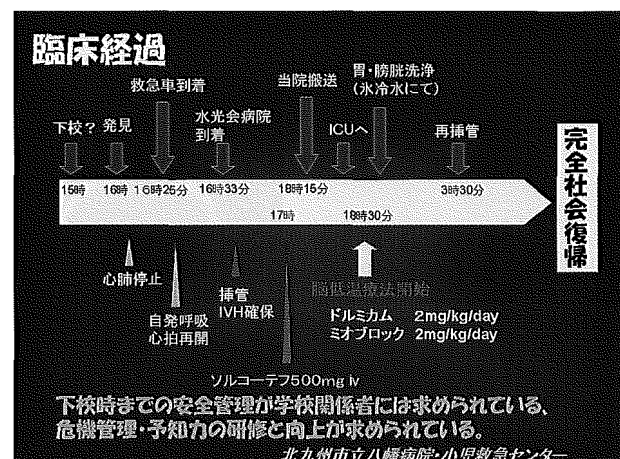 臨床経過
救急車到着
当院搬送
胃・膀胱洗浄
(氷冷水にて)
下校? 発見
水光会病院
到着
ICUへ
再挿管
15時 16時 16時25分 16時33分 18時15分 3時30分
17時 18時30分
完全社会復帰
心肺停止
自発呼吸
心拍再開
挿管
IVH確保
脳低温療法開始
ドルミカム 2mg/kg/day
ミオブロック 2mg/kg/day
ソルコーテフ500mg iv
下校時までの安全管理が学校関係者には求められている、
危機管理・予知力の研修と向上が求められている。
北九州市立八幡病院・小児救急センター